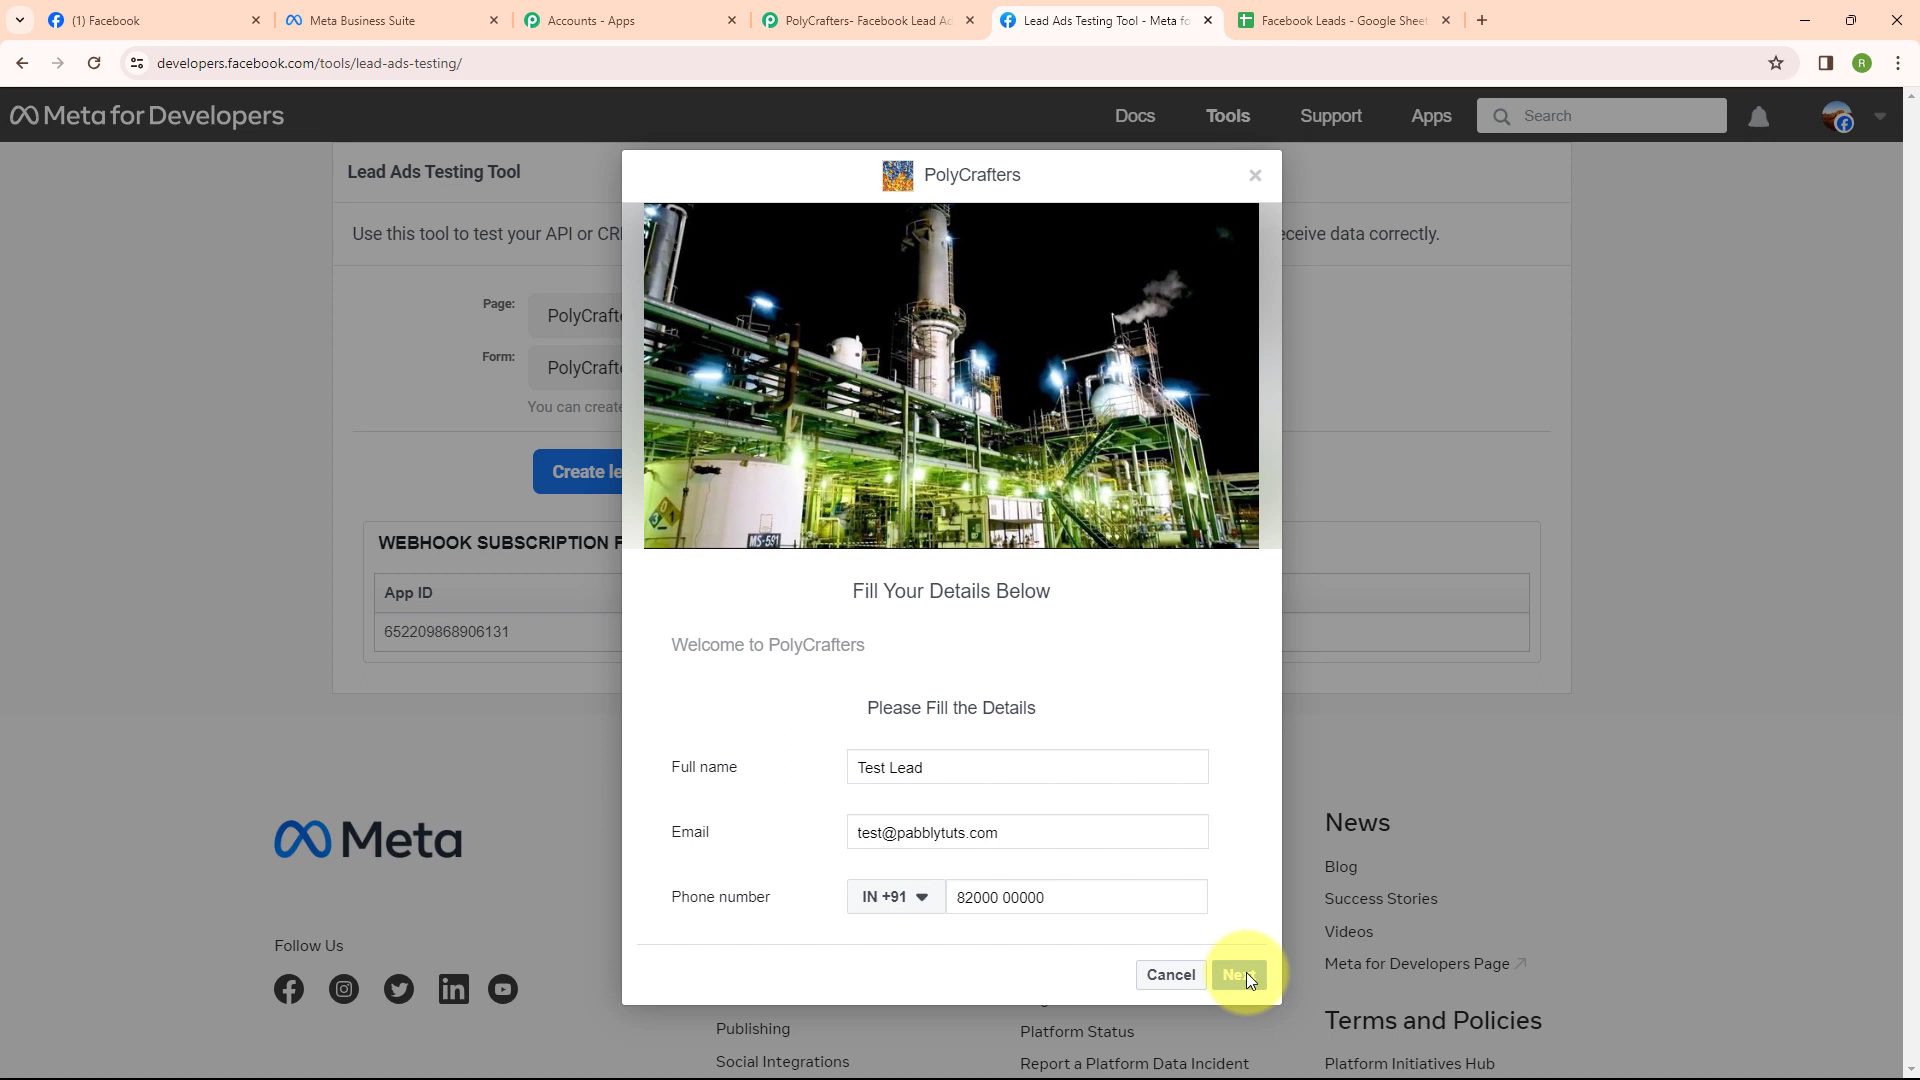 (1) Facebook
Meta Business Suite
Accounts - Apps
PolyCrafters- Facebook Lead Ad
Lead Ads Testing Tool - Meta fo
Facebook Leads - Google Sheet
developers.facebook.com/tools/lead-ads-testing/
R
Meta for Developers
Docs
Tools
Support
Apps
Search
Lead Ads Testing Tool
PolyCrafters
Use this tool to test your API or CR
eceive data correctly.
Page:
PolyCraft
Form:
PolyCraft
You can create
Create le
WEBHOOK SUBSCRIPTION F
App ID
652209868906131
MS-591
Fill Your Details Below
Welcome to PolyCrafters
Please Fill the Details
Full name
Test Lead
Email
test@pabblytuts.com
Phone number
IN +91
82000 00000
Cancel
Next
Meta
Follow Us
Publishing
Social Integrations
Platform Status
Report a Platform Data Incident
News
Blog
Success Stories
Videos
Meta for Developers Page
Terms and Policies
Platform Initiatives Hub